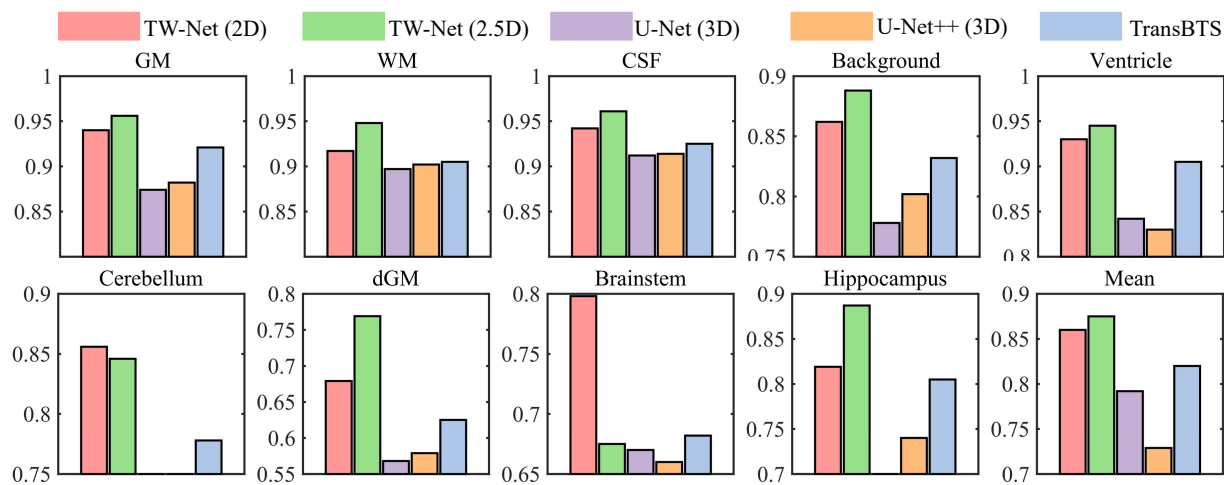 TW-Net (2D) TW-Net (2.5D) U-Net (3D) U-Net++ (3D) TransBTS
GM WM CSF Background Ventricle
1 1 1 0.9 1
0.95 0.95 0.95 0.85 0.95
0.9 0.9 0.9 0.8 0.9
0.85 0.85 0.85 0.75 0.85
0.8
Cerebellum dGM Brainstem Hippocampus Mean
0.9 0.8 0.8 0.9 0.9
0.85 0.75 0.75 0.85 0.85
0.8 0.7 0.7 0.8 0.8
0.75 0.65 0.65 0.75 0.75
0.6 0.7 0.7
0.55